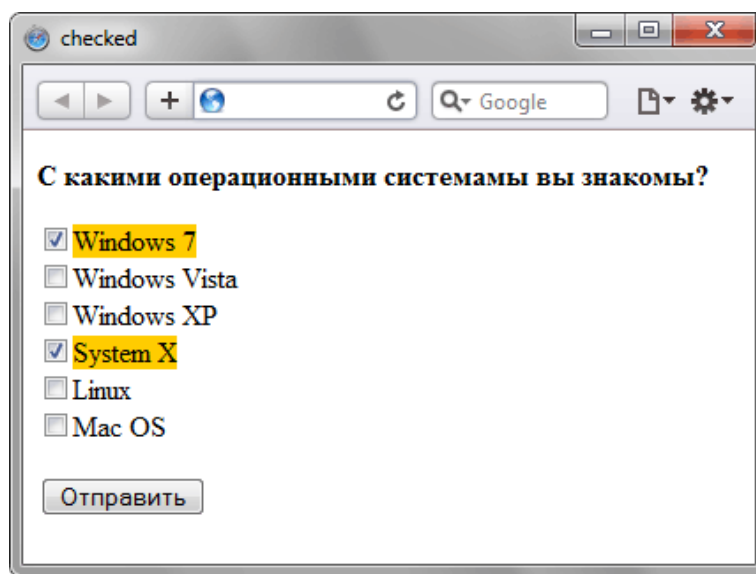 checked
Google
С какими операционными системамы вы знакомы?
Windows 7
Windows Vista
Windows XP
System X
Linux
Mac OS
Отправить